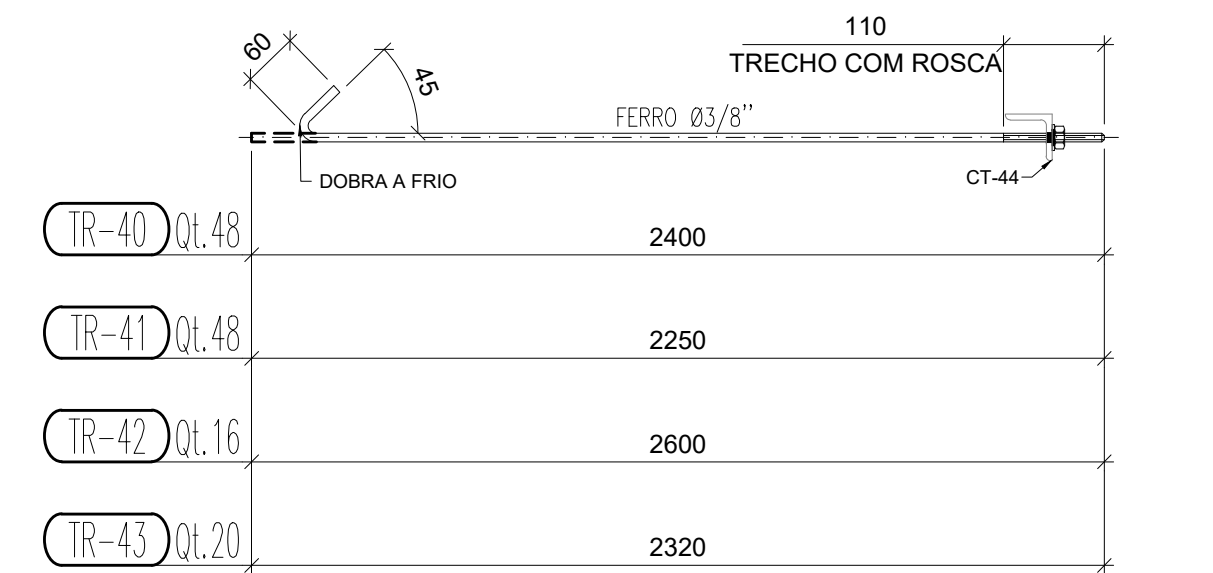 110
60
TRECHO COM ROSCA
45
FERRO Ø3/8''
DOBRA A FRIO
CT-44
TR-40 Qt.48
2400
TR-41 Qt.48
2250
TR-42 Qt.16
2600
TR-43 Qt.20
2320